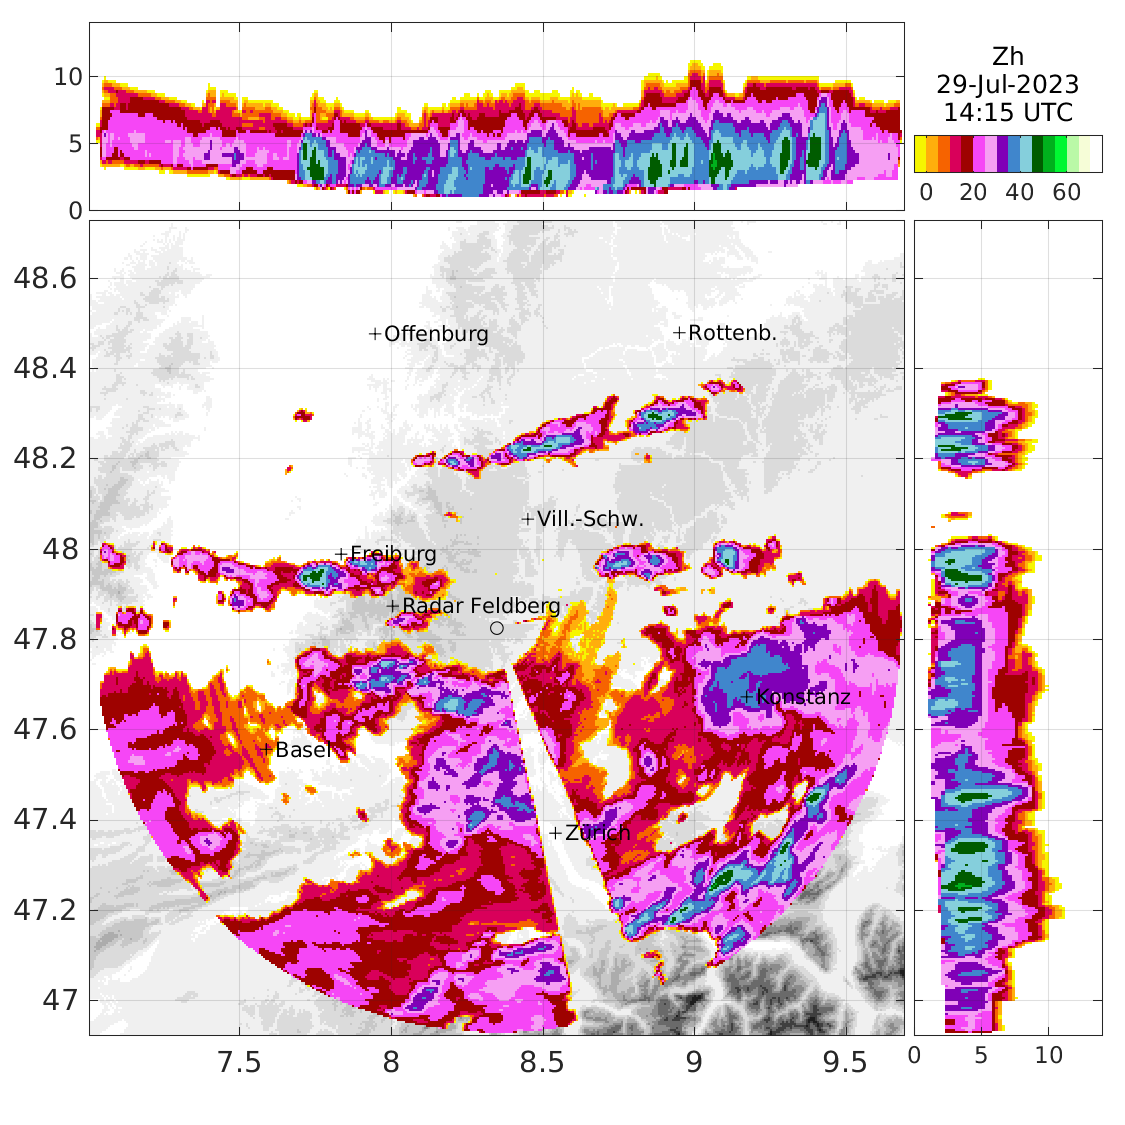 10
5
0
Zh
29-Jul-2023
14:15 UTC
0 20 40 60
48.6
48.4
48.2
48
47.8
47.6
47.4
47.2
47
+Offenburg
+Rottenb.
+Vill.-Schw.
+Freiburg
+Radar Feldberg
+Konstanz
+Basel
+Zürich
7.5 8 8.5 9 9.5
0 5 10